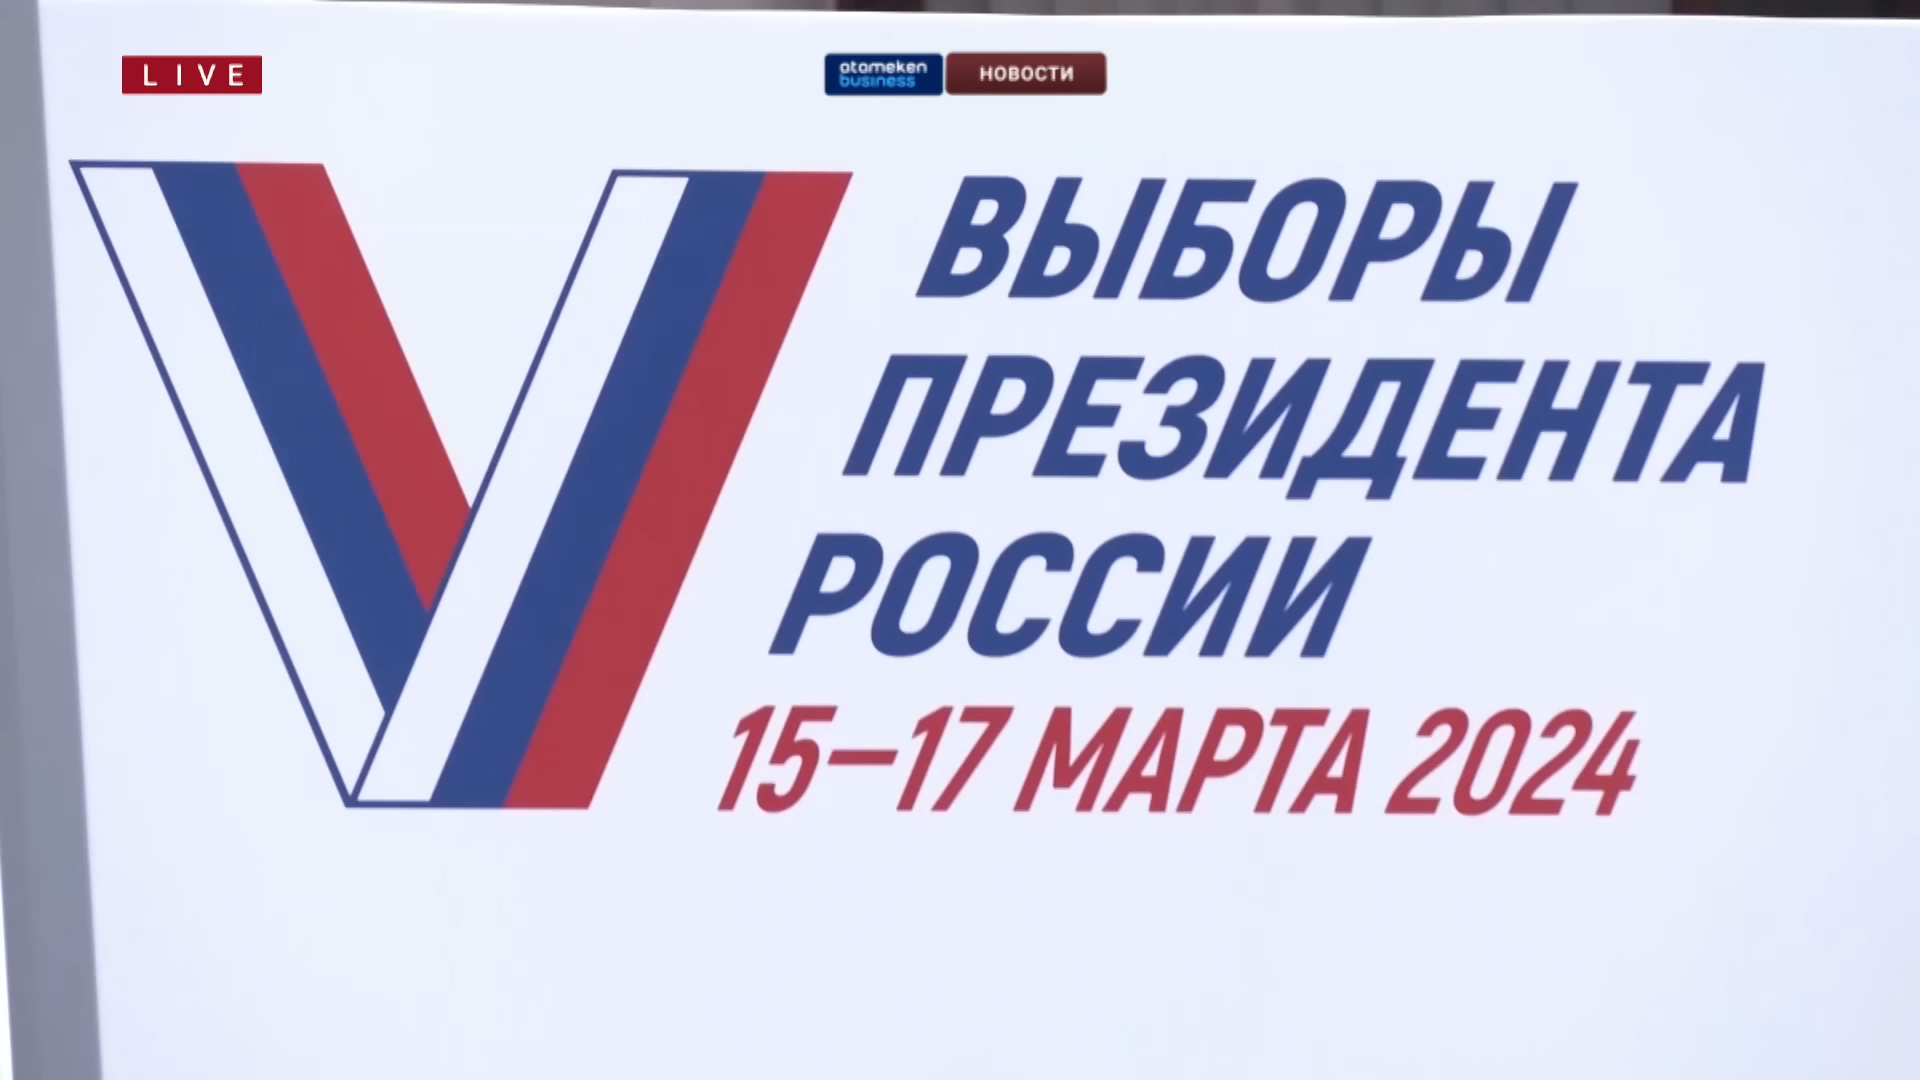 LIVE
atameken
business
НОВОСТИ
ВЫБОРЫ
ПРЕЗИДЕНТА
РОССИИ
15–17 МАРТА 2024